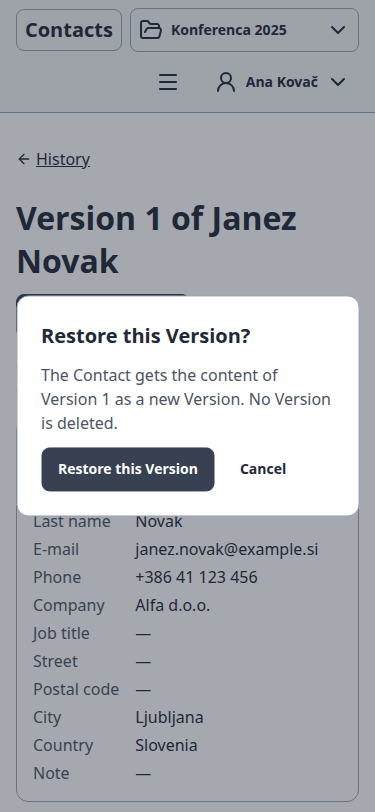 Contacts
Konferenca 2025
Ana Kovač
← History
Version 1 of Janez
Novak
Restore this Version?
The Contact gets the content of
Version 1 as a new Version. No Version
is deleted.
Restore this Version
Cancel
Last name Novak
E-mail janez.novak@example.si
Phone +386 41 123 456
Company Alfa d.o.o.
Job title —
Street —
Postal code —
City Ljubljana
Country Slovenia
Note —